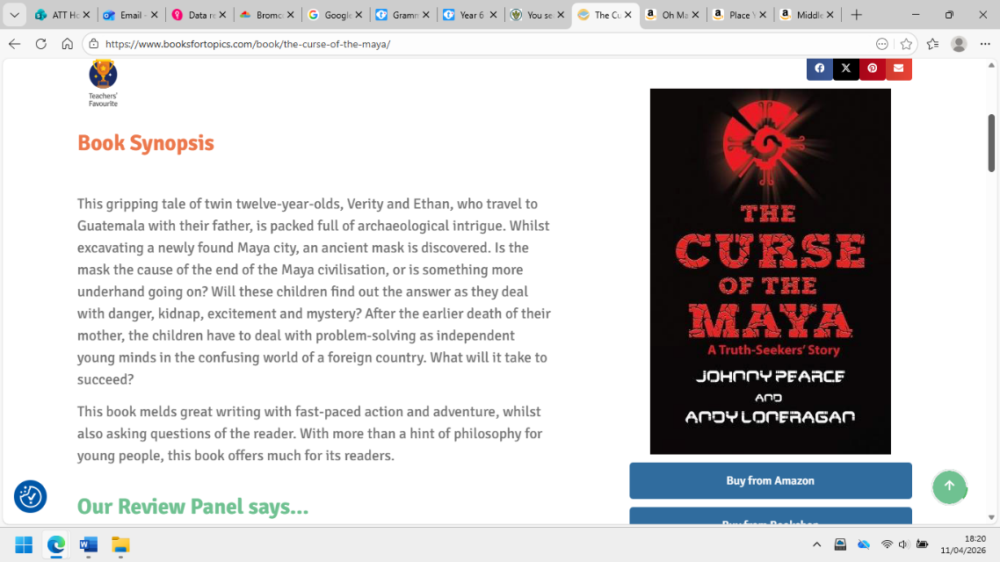 ATT Ho
Email -
Data re
Bromc
Google
Gramn
Year 6
You se
The Cu
Oh Ma
Place Y
Middle
https://www.booksfortopics.com/book/the-curse-of-the-maya/
Teachers'
Favourite
Book Synopsis
This gripping tale of twin twelve-year-olds, Verity and Ethan, who travel to
Guatemala with their father, is packed full of archaeological intrigue. Whilst
excavating a newly found Maya city, an ancient mask is discovered. Is the
mask the cause of the end of the Maya civilisation, or is something more
underhand going on? Will these children find out the answer as they deal
with danger, kidnap, excitement and mystery? After the earlier death of their
mother, the children have to deal with problem-solving as independent
young minds in the confusing world of a foreign country. What will it take to
succeed?
This book melds great writing with fast-paced action and adventure, whilst
also asking questions of the reader. With more than a hint of philosophy for
young people, this book offers much for its readers.
Our Review Panel says...
THE
CURSE
OF THE
MAYA
A Truth-Seekers' Story
JOHNNY PEARCE
AND
ANDY LONERAGAN
Buy from Amazon
Buy from Bookshop
18:20
11/04/2026